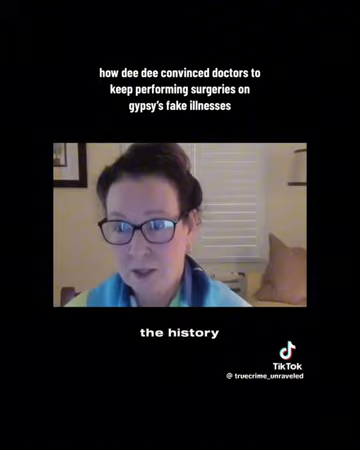 how dee dee convinced doctors to
keep performing surgeries on
gypsy's fake illnesses
the history
TikTok
@ truecrime_unraveled